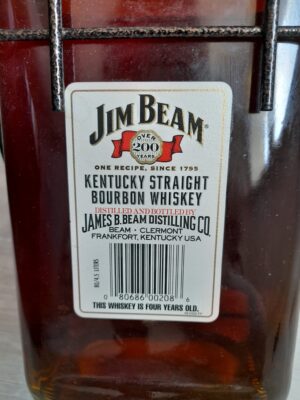 JIM BEAM
OVER
200
YEARS
ONE RECIPE, SINCE 1795
KENTUCKY STRAIGHT
BOURBON WHISKEY
DISTILLED AND BOTTLED BY
JAMES B. BEAM DISTILLING CO.
BEAM • CLERMONT
FRANKFORT, KENTUCKY USA
0 80686 00208 6
THIS WHISKEY IS FOUR YEARS OLD.